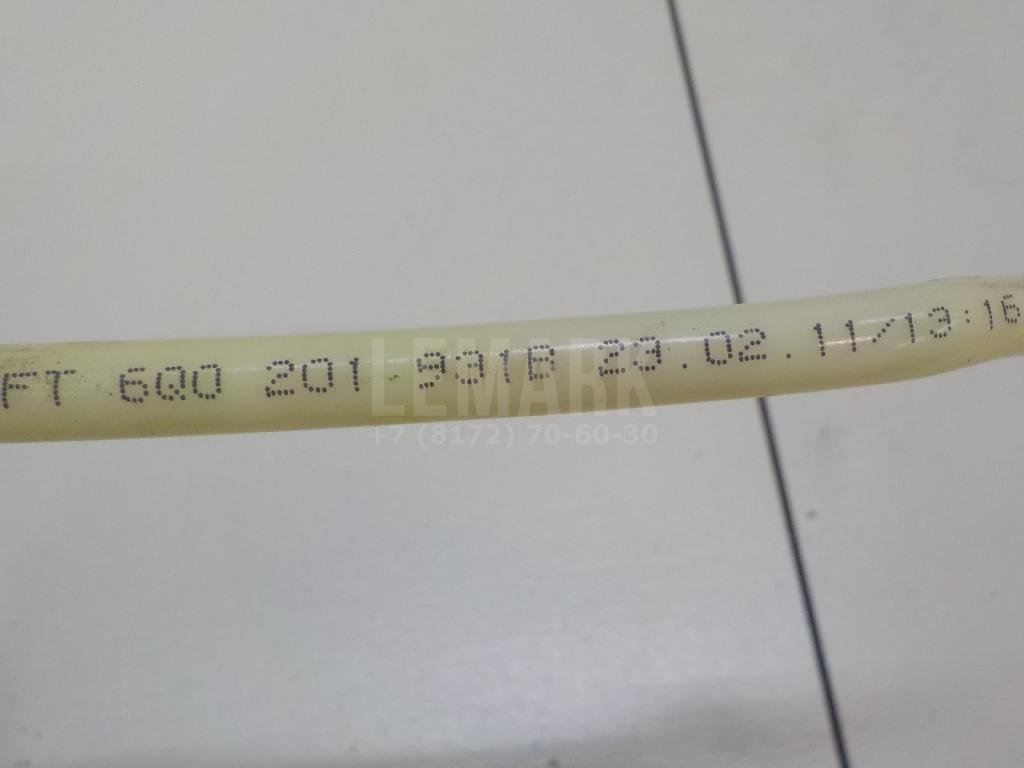 FT 6Q0 201 931B 23.02.11/13:16
LEMARK
+7 (8172) 70-60-30